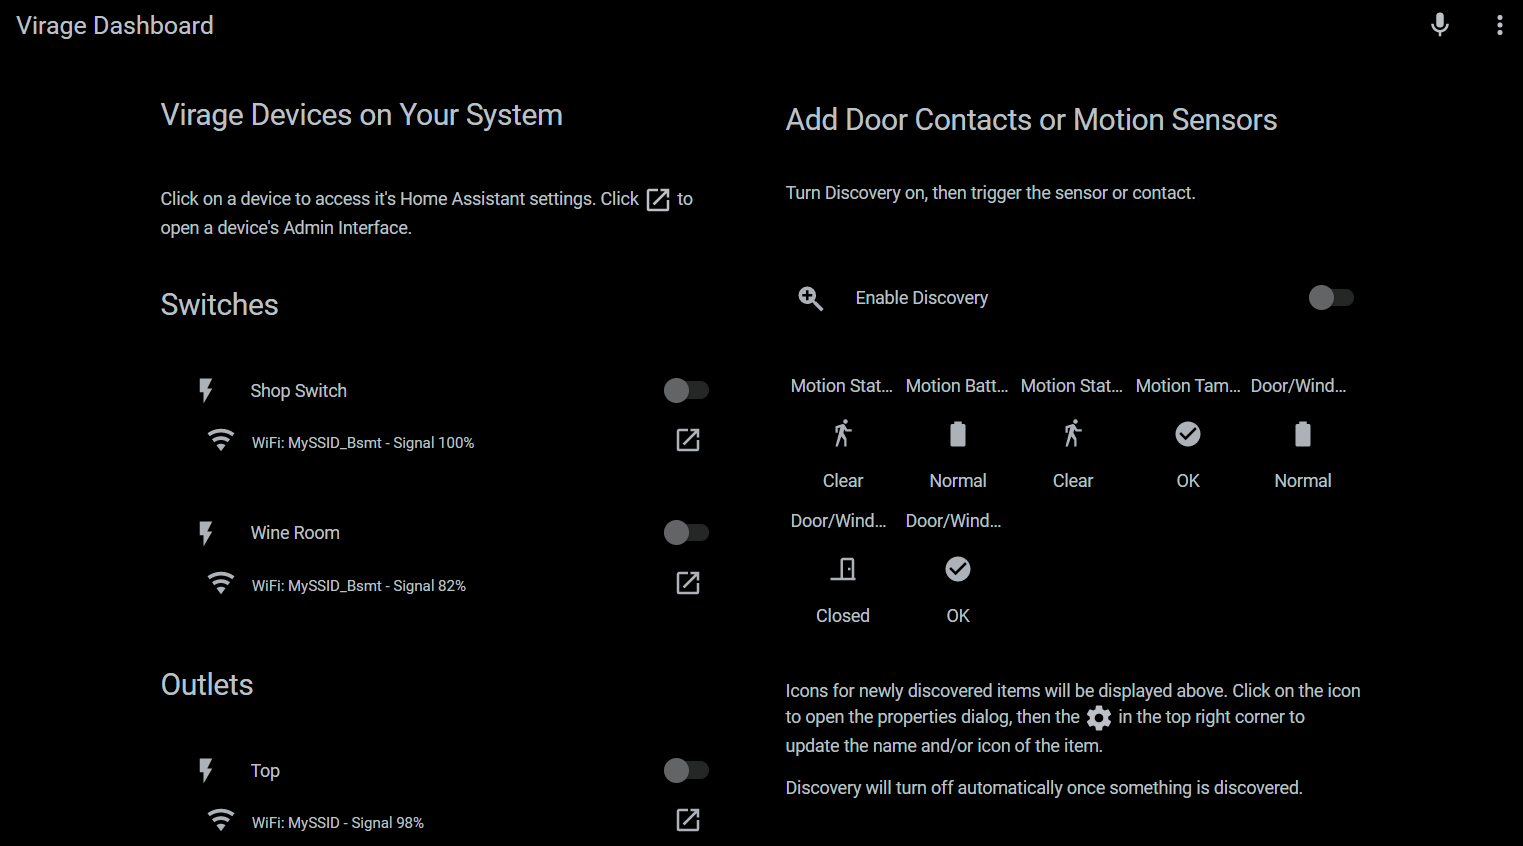 Virage Dashboard
Virage Devices on Your System
Click on a device to access it's Home Assistant settings. Click to
open a device's Admin Interface.
Switches
Shop Switch
WiFi: MySSID_Bsmt - Signal 100%
Wine Room
WiFi: MySSID_Bsmt - Signal 82%
Outlets
Top
WiFi: MySSID - Signal 98%
Add Door Contacts or Motion Sensors
Turn Discovery on, then trigger the sensor or contact.
Enable Discovery
Motion Stat... Motion Batt... Motion Stat... Motion Tam... Door/Wind...
Clear Normal Clear OK Normal
Door/Wind... Door/Wind...
Closed OK
Icons for newly discovered items will be displayed above. Click on the icon
to open the properties dialog, then the in the top right corner to
update the name and/or icon of the item.
Discovery will turn off automatically once something is discovered.